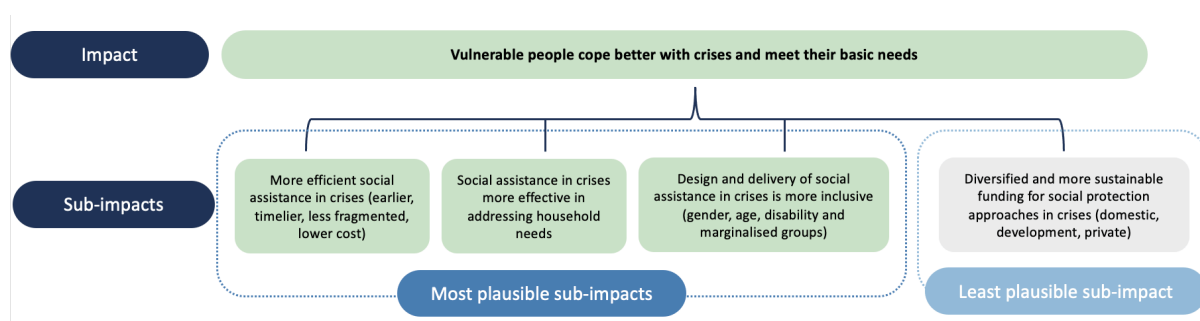 Impact
Vulnerable people cope better with crises and meet their basic needs
Sub-impacts
More efficient social
assistance in crises (earlier,
timelier, less fragmented,
lower cost)
Social assistance in crises
more effective in
addressing household
needs
Design and delivery of social
assistance in crises is more inclusive
(gender, age, disability and
marginalised groups)
Diversified and more sustainable
funding for social protection
approaches in crises (domestic,
development, private)
Most plausible sub-impacts
Least plausible sub-impact